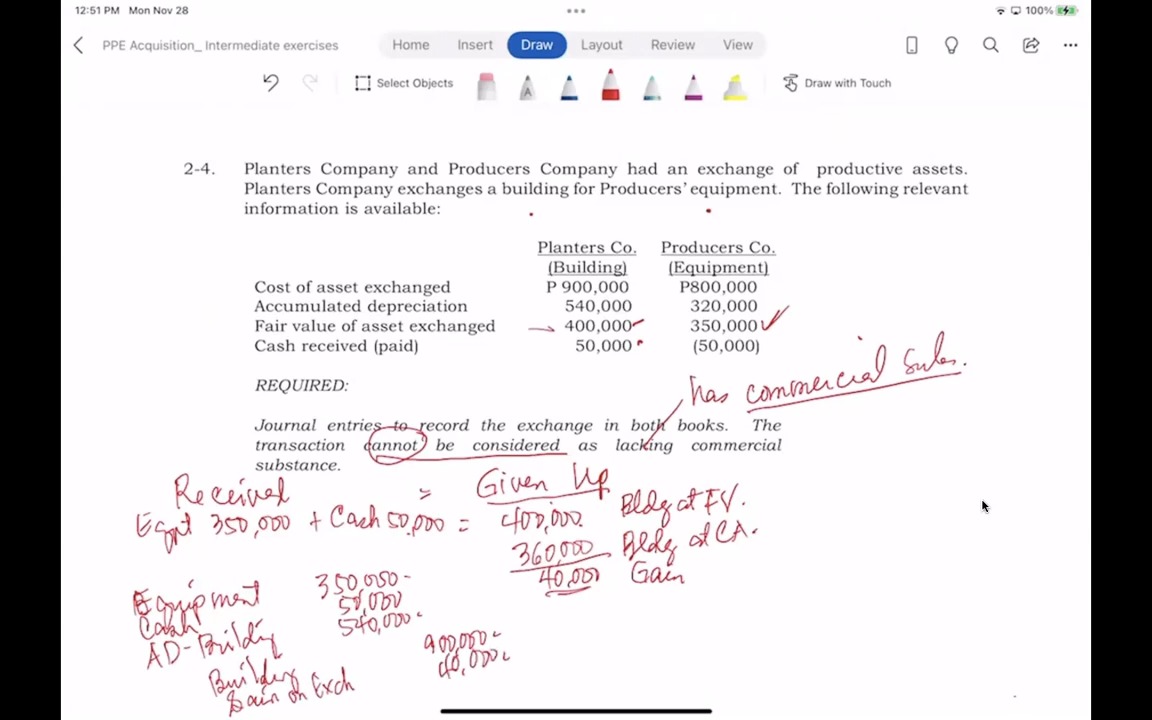 12:51 PM Mon Nov 28
100%
PPE Acquisition_ Intermediate exercises
Home Insert Draw Layout Review View
Select Objects
A
Draw with Touch
2-4. Planters Company and Producers Company had an exchange of productive assets.
Planters Company exchanges a building for Producers' equipment. The following relevant
information is available:
Planters Co. Producers Co.
(Building) (Equipment)
Cost of asset exchanged P 900,000 P800,000
Accumulated depreciation 540,000 320,000
Fair value of asset exchanged 400,000 350,000
Cash received (paid) 50,000 (50,000)
has commercial subs.
REQUIRED:
Journal entries to record the exchange in both books. The
transaction cannot be considered as lacking commercial
substance.
Received = Given Up
Eqpt 350,000 + Cash 50,000 = 400,000. Bldg at FV.
360,000 Bldg at CA.
40,000 Gain
Equipment 350,000-
Cash 50,000
AD-Building 540,000-
Building 900,000-
Gain on Exch 40,000-